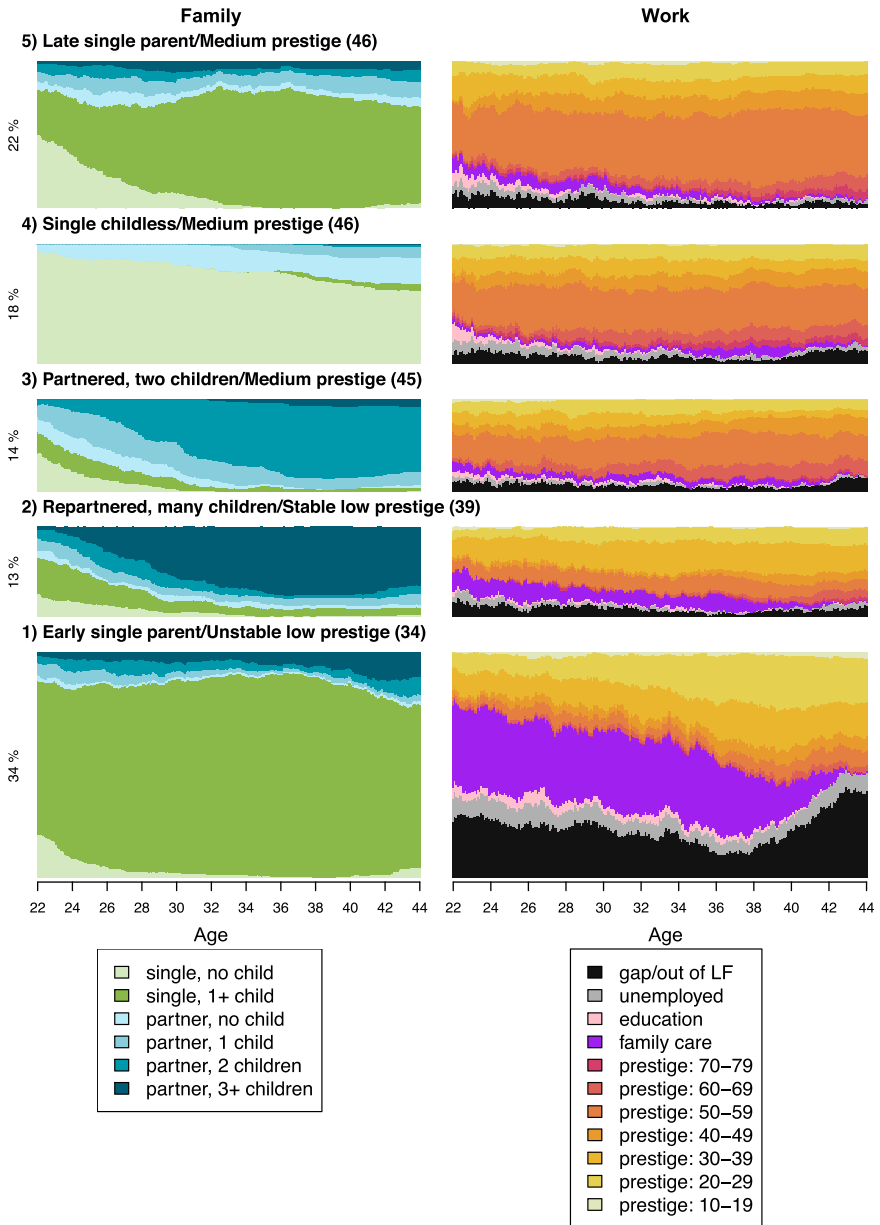 Family
Work
5) Late single parent/Medium prestige (46)
22 %
4) Single childless/Medium prestige (46)
18 %
3) Partnered, two children/Medium prestige (45)
14 %
2) Repartnered, many children/Stable low prestige (39)
13 %
1) Early single parent/Unstable low prestige (34)
34 %
22 24 26 28 30 32 34 36 38 40 42 44
Age
22 24 26 28 30 32 34 36 38 40 42 44
Age
single, no child
single, 1+ child
partner, no child
partner, 1 child
partner, 2 children
partner, 3+ children
gap/out of LF
unemployed
education
family care
prestige: 70–79
prestige: 60–69
prestige: 50–59
prestige: 40–49
prestige: 30–39
prestige: 20–29
prestige: 10–19